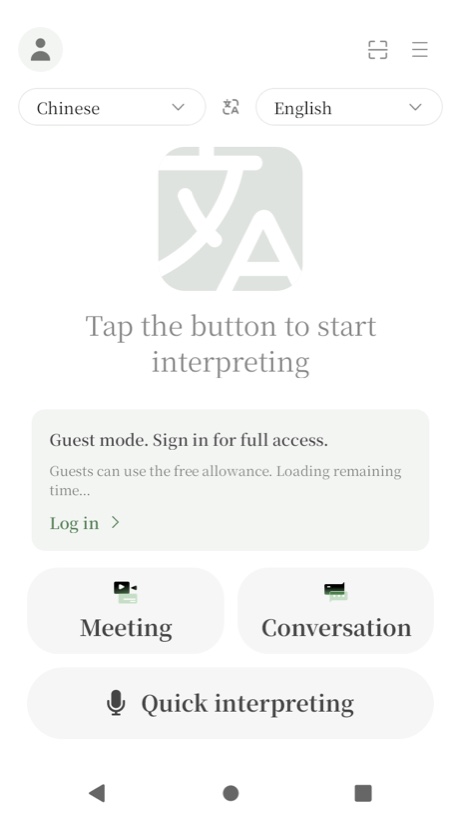 Chinese
English
Tap the button to start
interpreting
Guest mode. Sign in for full access.
Guests can use the free allowance. Loading remaining
time...
Log in
Meeting
Conversation
Quick interpreting